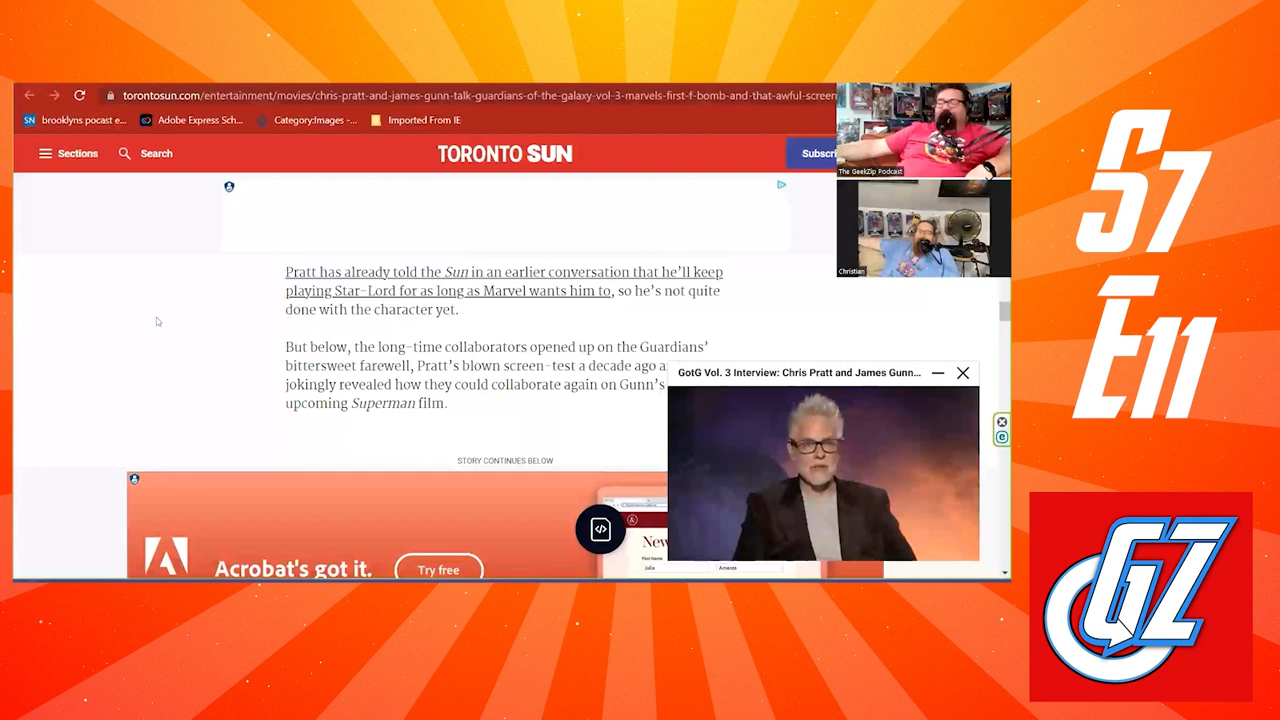 torontosun.com/entertainment/movies/chris-pratt-and-james-gunn-talk-guardians-of-the-galaxy-vol-3-marvels-first-f-bomb-and-that-awful-screen
SN brooklyns pocast e... Adobe Express Sch... Category:Images -... Imported From IE
Sections Search TORONTO SUN Subscri
The GeekZip Podcast
Christian
Pratt has already told the Sun in an earlier conversation that he'll keep
playing Star-Lord for as long as Marvel wants him to, so he's not quite
done with the character yet.
But below, the long-time collaborators opened up on the Guardians'
bittersweet farewell, Pratt's blown screen-test a decade ago a
jokingly revealed how they could collaborate again on Gunn's
upcoming Superman film.
GotG Vol. 3 Interview: Chris Pratt and James Gunn...
STORY CONTINUES BELOW
Acrobat's got it. Try free
New
Julia Amanta
S7
E11
GZ